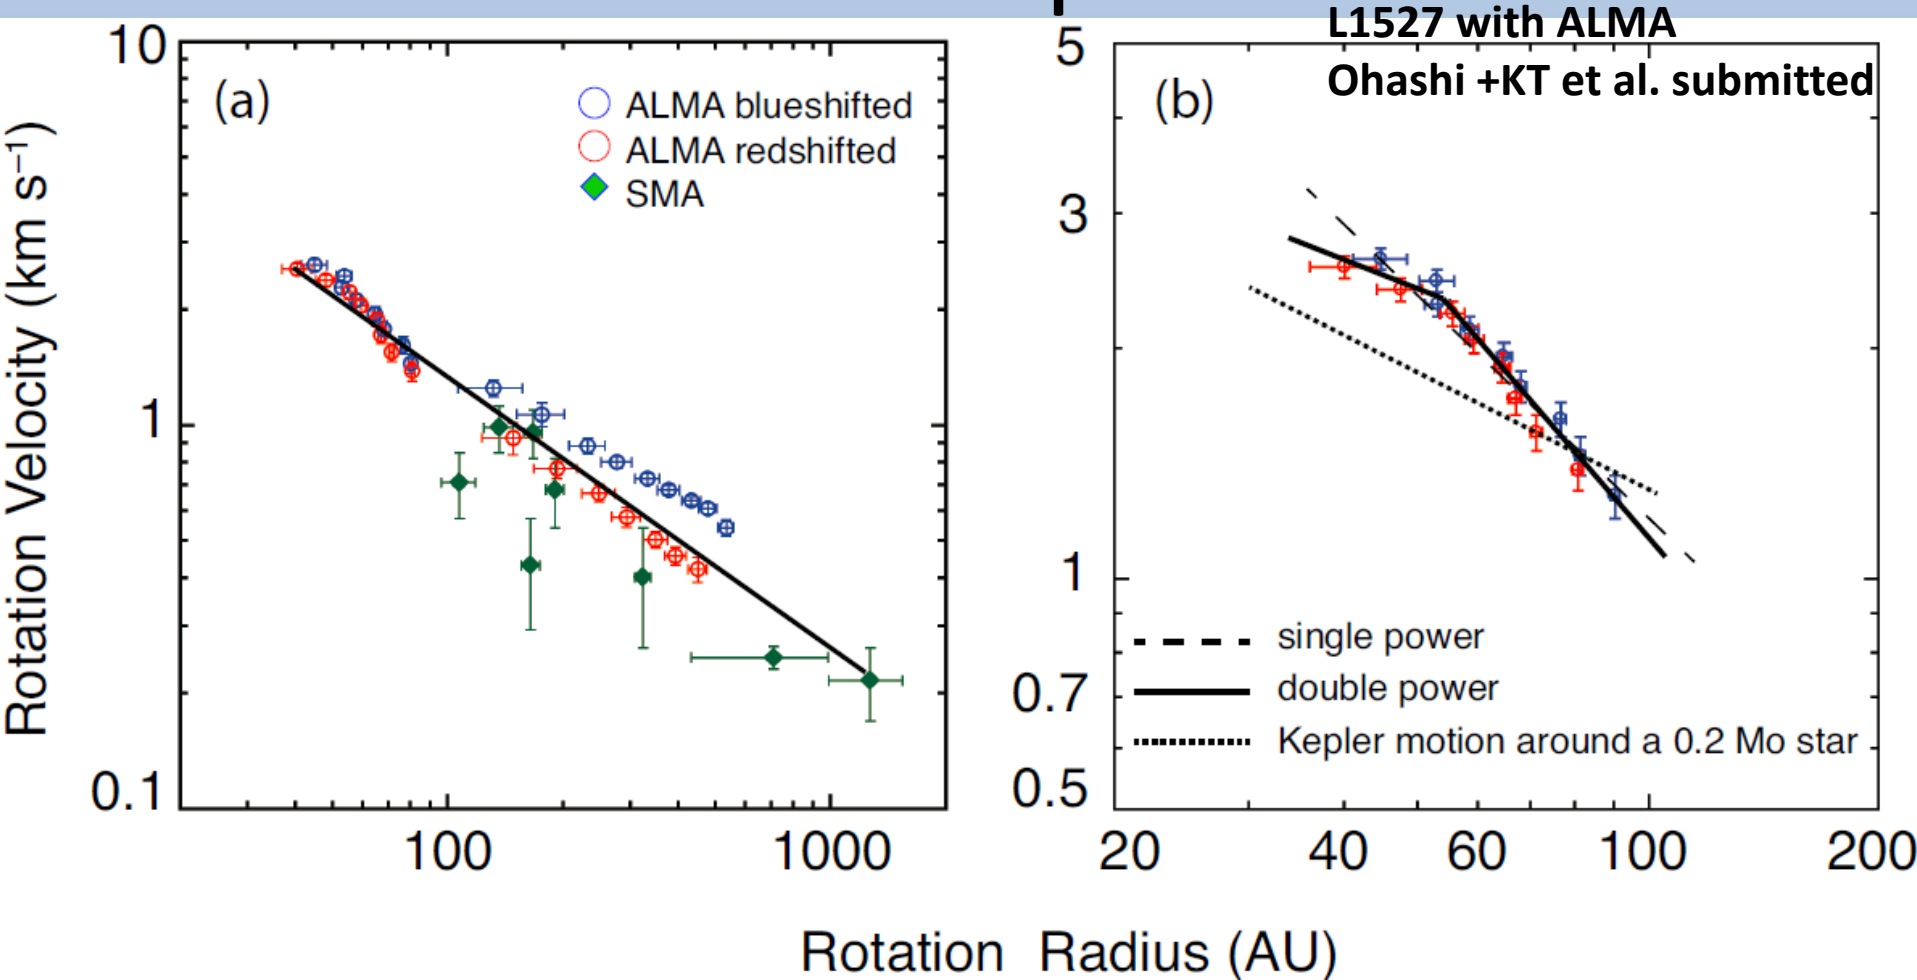 L1527 with ALMA
Ohashi +KT et al. submitted
10
1
0.1
100
1000
Rotation Velocity (km s⁻¹)
(a)
ALMA blueshifted
ALMA redshifted
SMA
5
3
1
0.7
0.5
20
40
60
100
200
(b)
single power
double power
Kepler motion around a 0.2 Mo star
Rotation Radius (AU)